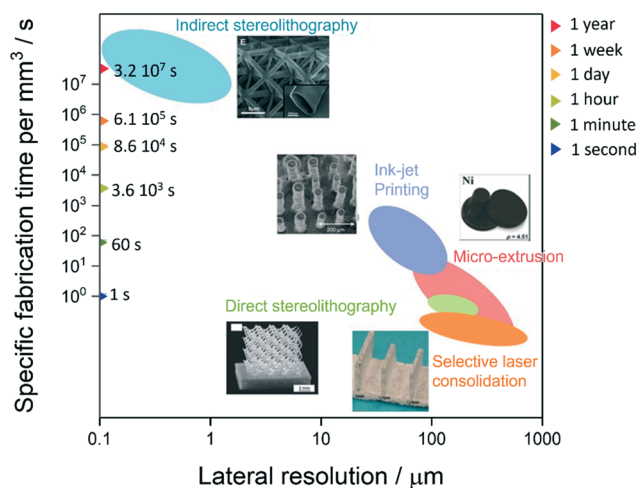 Indirect stereolithography
E
5μm
3.2 10⁷ s
6.1 10⁵ s
8.6 10⁴ s
3.6 10³ s
60 s
1 s
10⁷
10⁶
10⁵
10⁴
10³
10²
10¹
10⁰
Specific fabrication time per mm³ / s
Ink-jet
Printing
200 μm
Ni
ρ = 4.51
Micro-extrusion
Direct stereolithography
Selective laser
consolidation
0.1
1
10
100
1000
Lateral resolution / μm
1 year
1 week
1 day
1 hour
1 minute
1 second